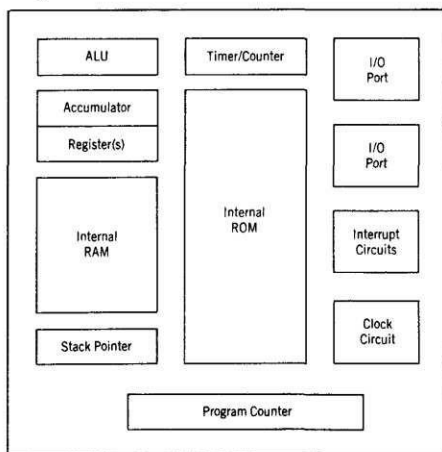 ALU
Timer/Counter
I/O
Port
Accumulator
Register(s)
I/O
Port
Internal
RAM
Internal
ROM
Interrupt
Circuits
Stack Pointer
Clock
Circuit
Program Counter